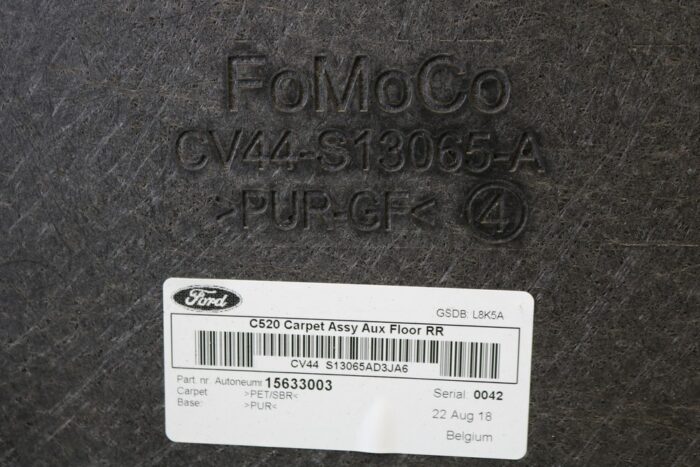 FoMoCo
CV44-S13065-A
>PUR-GF< 4
Ford
GSDB: L8K5A
C520 Carpet Assy Aux Floor RR
CV44 S13065AD3JA6
Part. nr. Autoneum: 15633003
Serial: 0042
Carpet >PET/SBR<
Base: >PUR<
22 Aug 18
Belgium